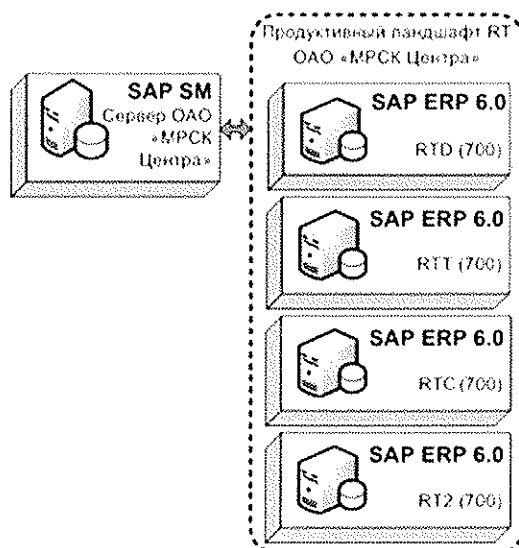 Продуктивный ландшафт RT
ОАО «МРСК Центра»
SAP SM
Сервер ОАО
«МРСК
Центра»
SAP ERP 6.0
RTD (700)
SAP ERP 6.0
RTT (700)
SAP ERP 6.0
RTC (700)
SAP ERP 6.0
RT2 (700)